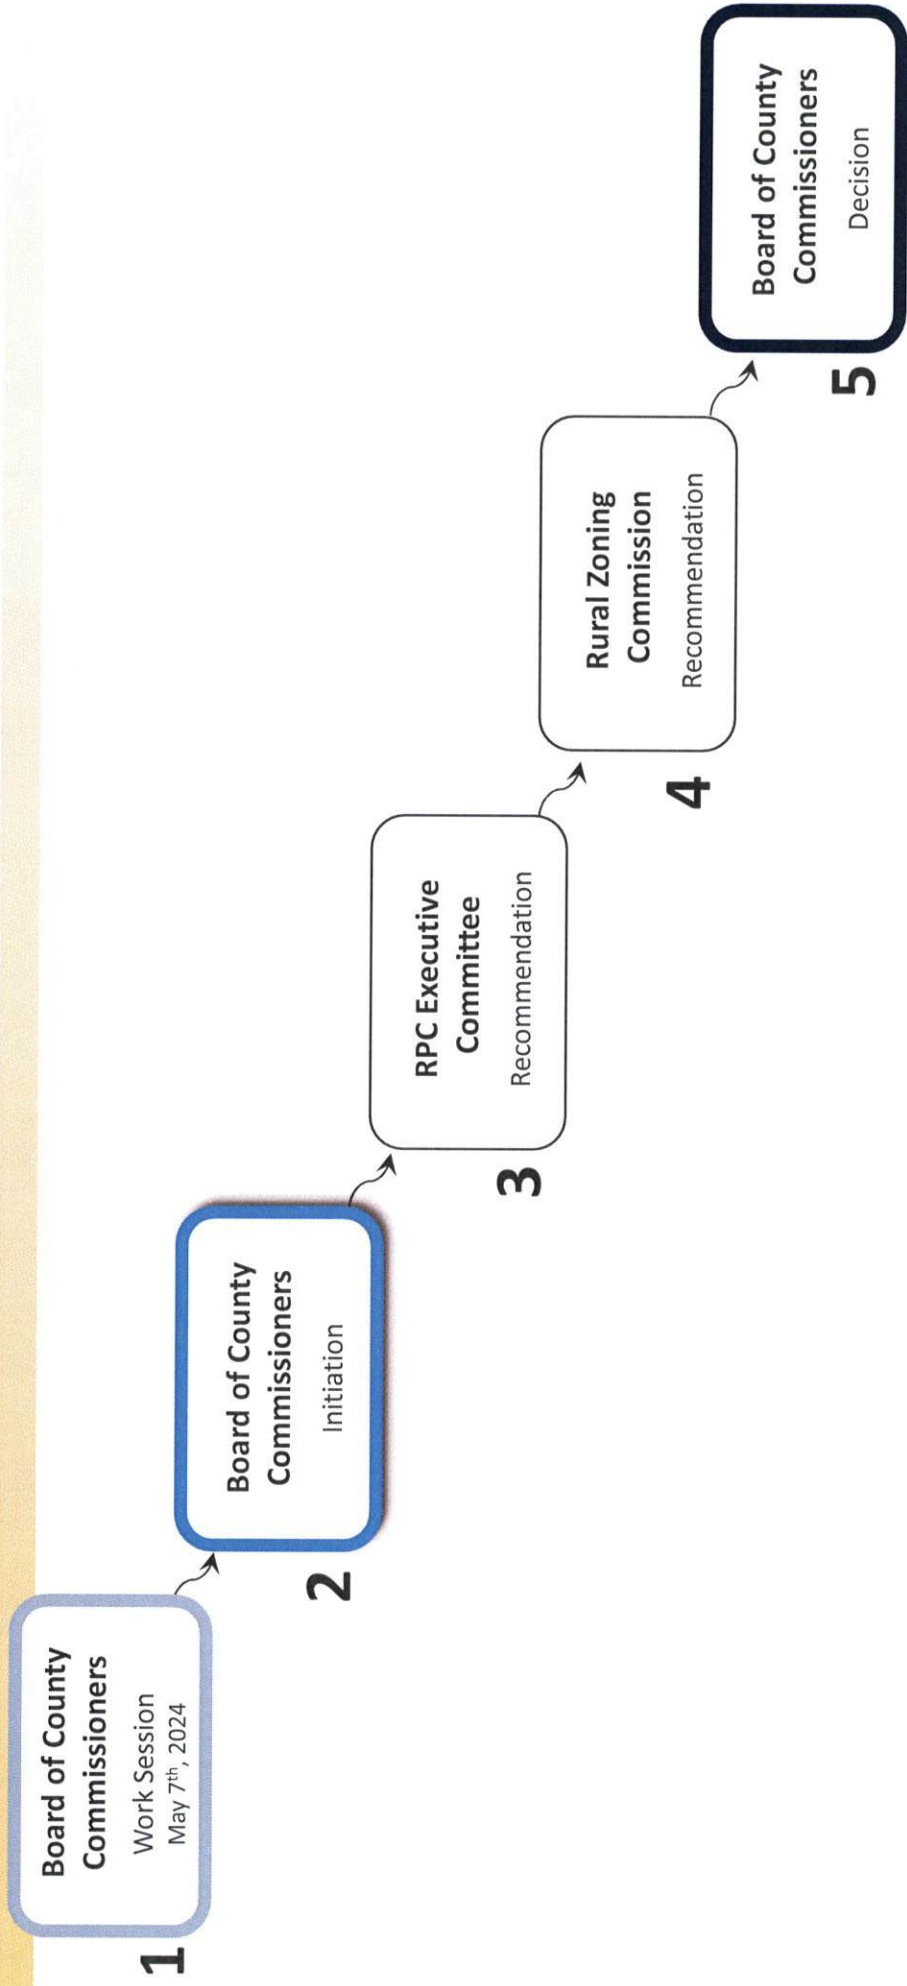 1
Board of County
Commissioners
Work Session
May 7th, 2024
2
Board of County
Commissioners
Initiation
3
RPC Executive
Committee
Recommendation
4
Rural Zoning
Commission
Recommendation
5
Board of County
Commissioners
Decision